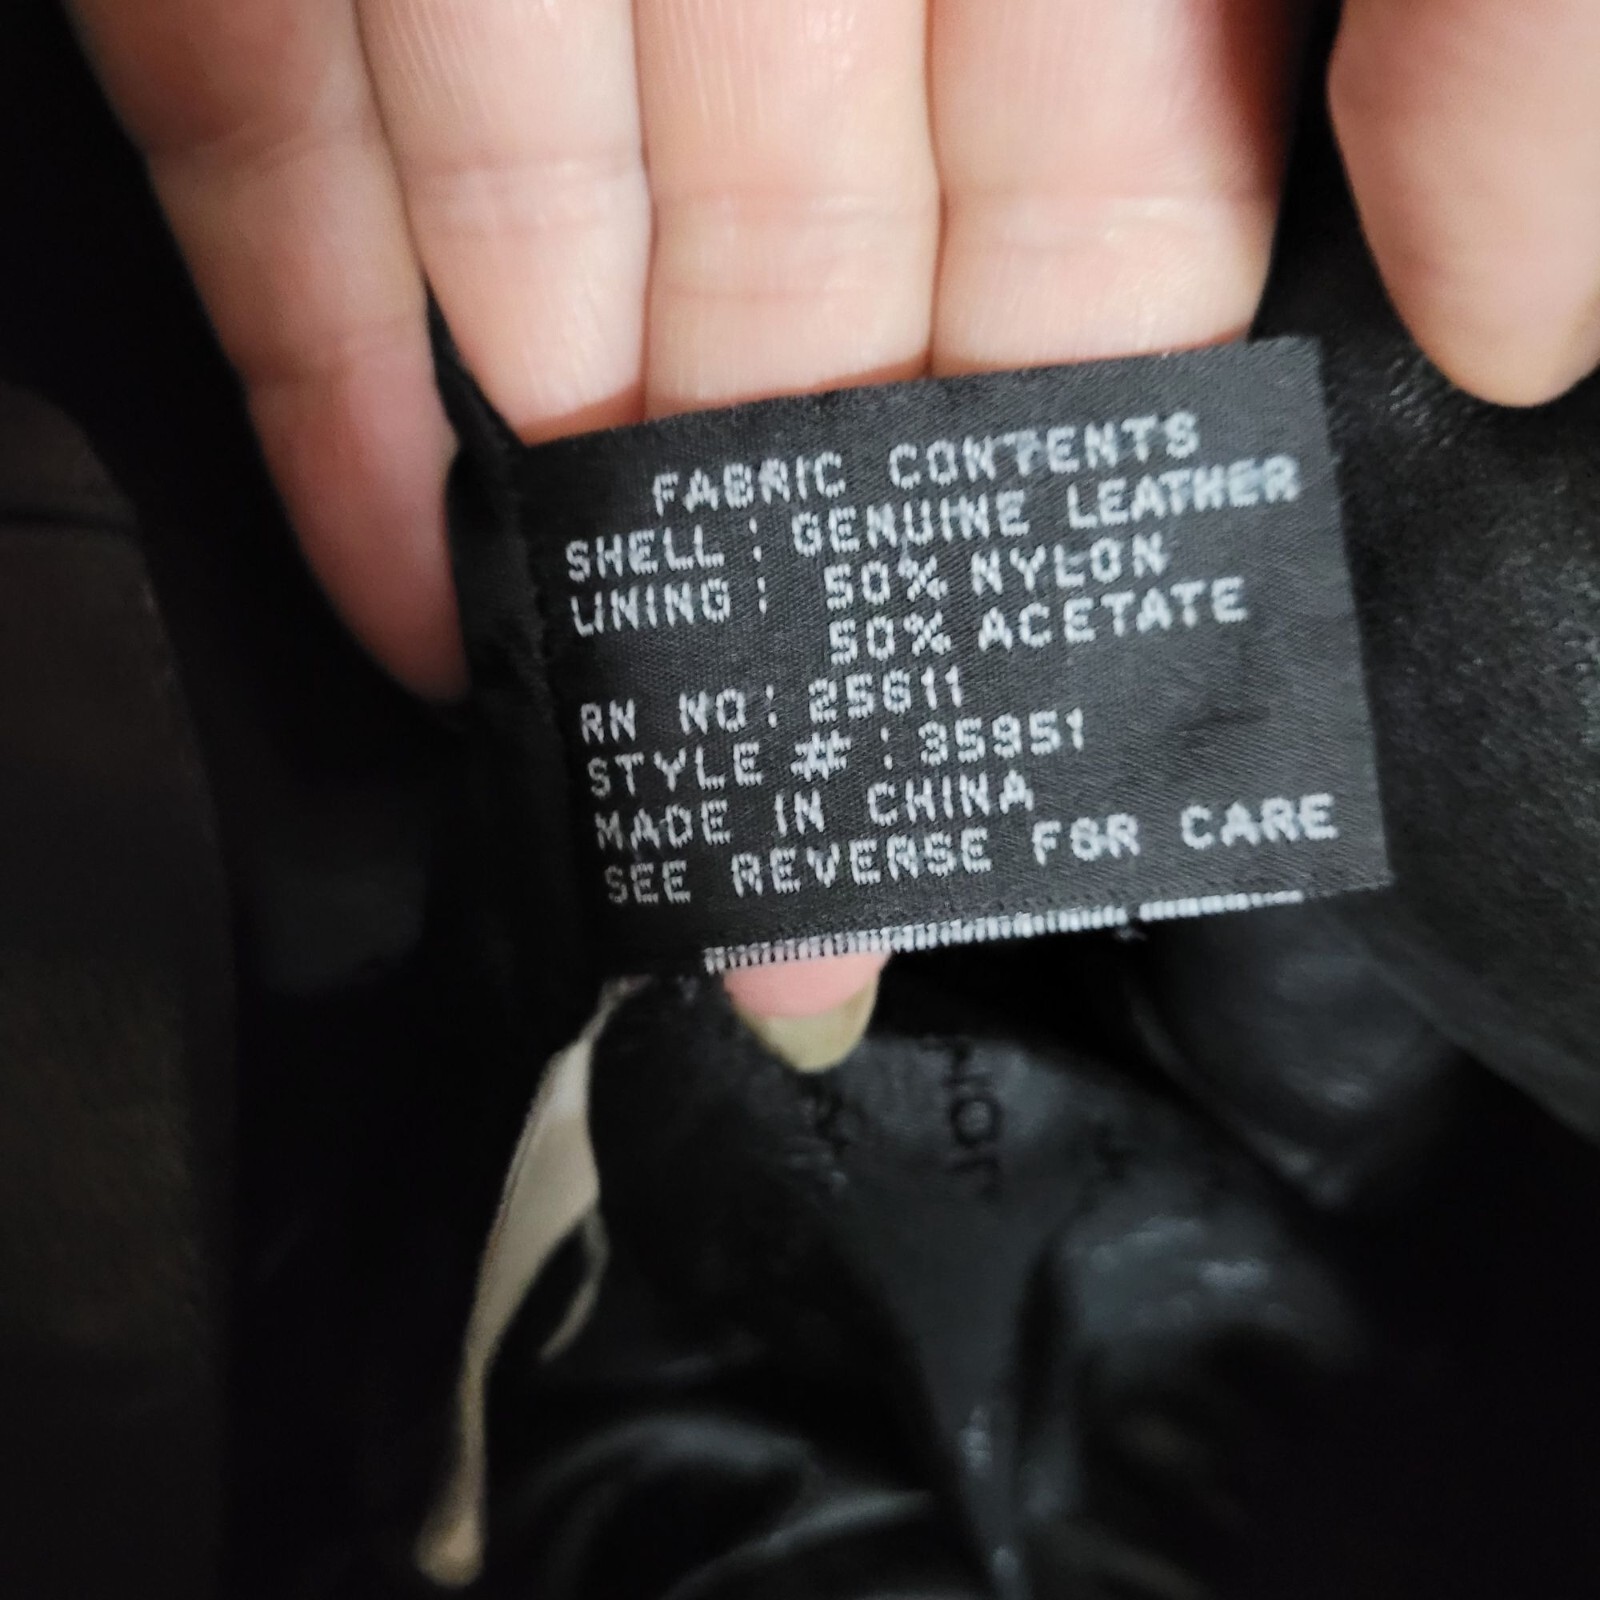 FABRIC CONTENTS
SHELL : GENUINE LEATHER
LINING : 50% NYLON
50% ACETATE
RN NO : 25611
STYLE # : 35951
MADE IN CHINA
SEE REVERSE FOR CARE